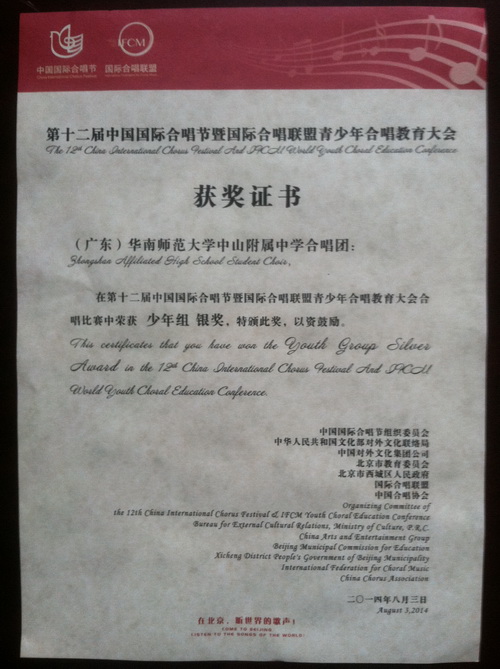 中国国际合唱节
IFCM
国际合唱联盟
第十二届中国国际合唱节暨国际合唱联盟青少年合唱教育大会
The 12th China International Chorus Festival And IFCM World Youth Choral Education Conference
获奖证书
（广东）华南师范大学中山附属中学合唱团：
Zhongshan Affiliated High School Student Choir,
在第十二届中国国际合唱节暨国际合唱联盟青少年合唱教育大会合
唱比赛中荣获 少年组 银奖，特颁此奖，以资鼓励。
This certificates that you have won the Youth Group Silver
Award in the 12th China International Chorus Festival And IFCM
World Youth Choral Education Conference.
中国国际合唱节组织委员会
中华人民共和国文化部对外文化联络局
中国对外文化集团公司
北京市教育委员会
北京市西城区人民政府
国际合唱联盟
中国合唱协会
Organizing Committee of
the 12th China International Chorus Festival & IFCM Youth Choral Education Conference
Bureau for External Cultural Relations, Ministry of Culture, P.R.C.
China Arts and Entertainment Group
Beijing Municipal Commission for Education
Xicheng District People's Government of Beijing Municipality
International Federation for Choral Music
China Chorus Association
二〇一四年八月三日
August 3,2014
在北京，听世界的歌声！
COME TO BEIJING,
LISTEN TO THE SONGS OF THE WORLD!